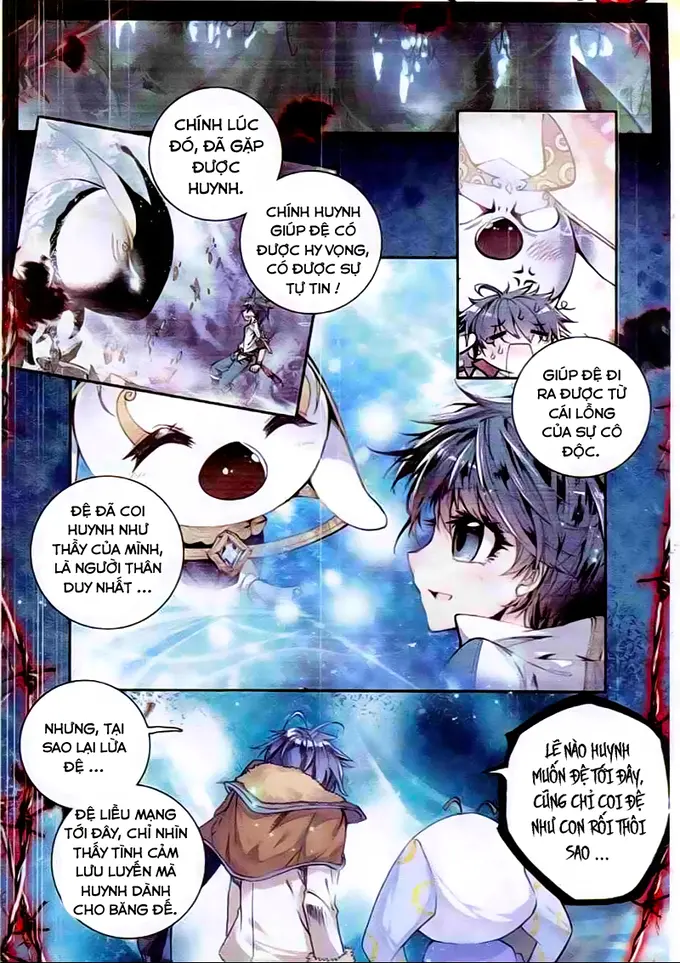 CHÍNH LÚC
ĐÓ, ĐÃ GẶP
ĐƯỢC
HUYNH.
CHÍNH HUYNH
GIÚP ĐỆ CÓ
ĐƯỢC HY VỌNG,
CÓ ĐƯỢC SỰ
TỰ TIN !
GIÚP ĐỆ ĐI
RA ĐƯỢC TỪ
CÁI LỒNG
CỦA SỰ CÔ
ĐỘC.
ĐỆ ĐÃ COI
HUYNH NHƯ
THẦY CỦA MÌNH,
LÀ NGƯỜI THÂN
DUY NHẤT ...
NHƯNG, TẠI
SAO LẠI LỪA
ĐỆ ...
ĐỆ LIỀU MẠNG
TỚI ĐÂY, CHỈ NHÌN
THẤY TÌNH CẢM
LƯU LUYẾN MÀ
HUYNH DÀNH
CHO BĂNG ĐẾ.
LẼ NÀO HUYNH
MUỐN ĐỆ TỚI ĐÂY,
CŨNG CHỈ COI ĐỆ
NHƯ CON RỐI THÔI
SAO ...